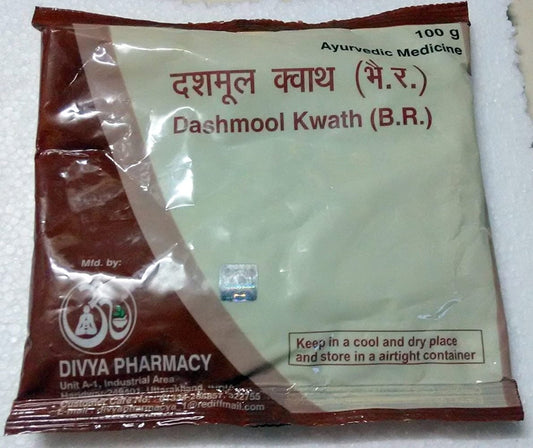 100 g
Ayurvedic Medicine
दशमूल क्वाथ (भै.र.)
Dashmool Kwath (B.R.)
Mfd. by:
DIVYA PHARMACY
Unit A-1, Industrial Area
Keep in a cool and dry place
and store in a airtight container